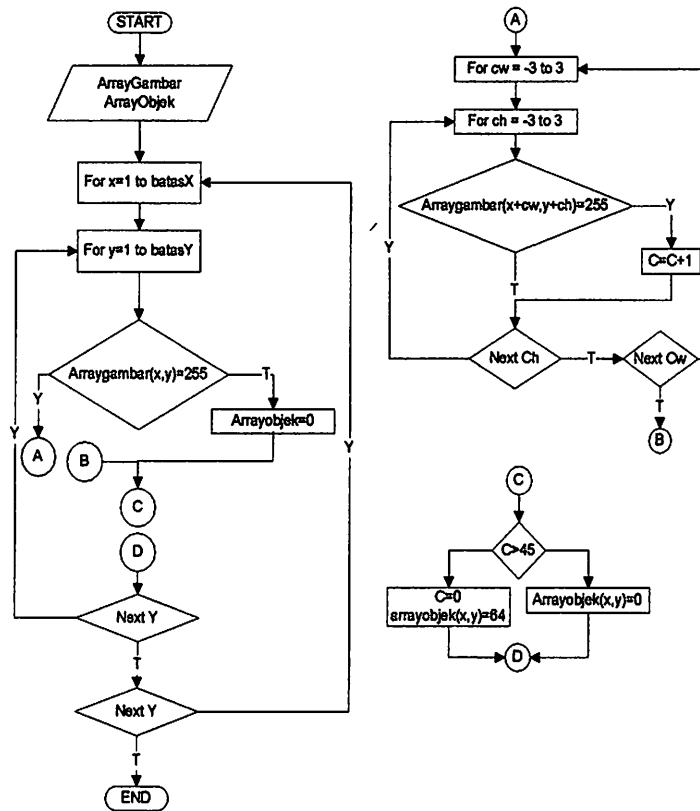 START
ArrayGambar
ArrayObjek
For x=1 to batasX
For y=1 to batasY
Arraygambar(x,y)=255
Y
T
Arrayobjek=0
A
B
C
D
Y
Y
Next Y
T
Next Y
T
END
A
For cw = -3 to 3
For ch = -3 to 3
Arraygambar(x+cw,y+ch)=255
Y
C=C+1
Y
T
Next Ch
T
Next Cw
T
B
C
C>45
C=0
arrayobjek(x,y)=64
Arrayobjek(x,y)=0
D